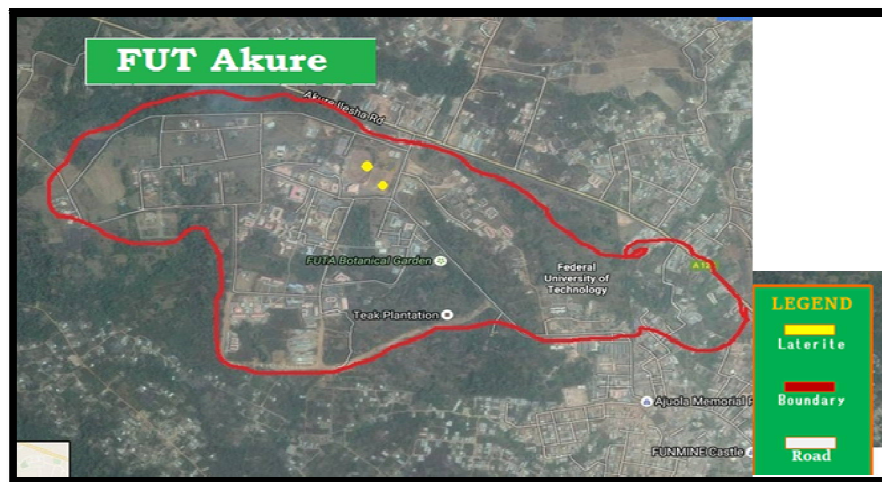 FUT Akure
Akure Ilesha Rd
FUTA Botanical Garden
Federal
University of
Technology
Teak Plantation
Ajuola Memorial
FUNMINE Castle
LEGEND
Laterite
Boundary
Road